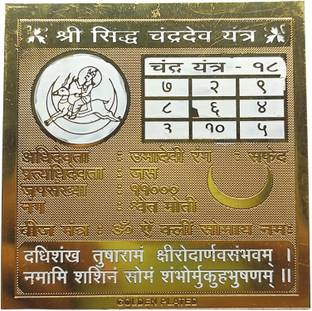 श्री सिद्ध चंद्रदेव यंत्र
चंद्र यंत्र - १८
७ २ ९
८ ६ ४
३ १० ५
अधिदेवता : उमादेवी रंग : सफेद
प्रत्यधिदेवता : जल
जपसंख्या : ११०००
नग : श्वेत मोती
बीज मंत्र : ॐ ऐं क्लीं सोमाय नमः
दधिशंख तुषाराभं क्षीरोदार्णवसंभवम् ।
नमामि शशिनं सोमं शंभोर्मुकुहभुषणम् ॥
GOLDEN PLATED